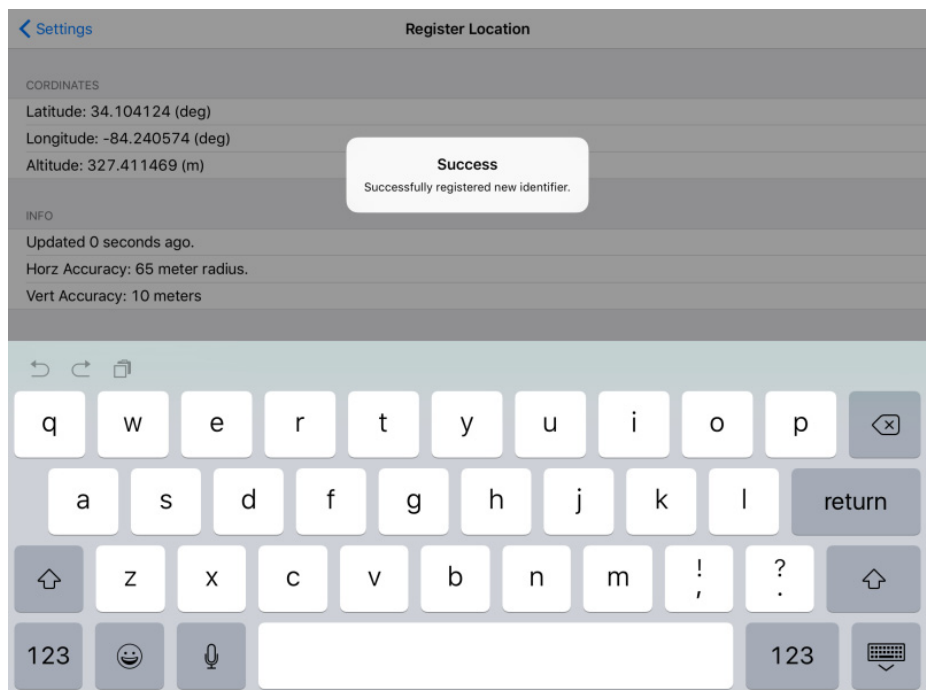 Settings
Register Location
CORDINATES
Latitude: 34.104124 (deg)
Longitude: -84.240574 (deg)
Altitude: 327.411469 (m)
Success
Successfully registered new identifier.
INFO
Updated 0 seconds ago.
Horz Accuracy: 65 meter radius.
Vert Accuracy: 10 meters
q w e r t y u i o p
a s d f g h j k l return
z x c v b n m ! , ? .
123 123